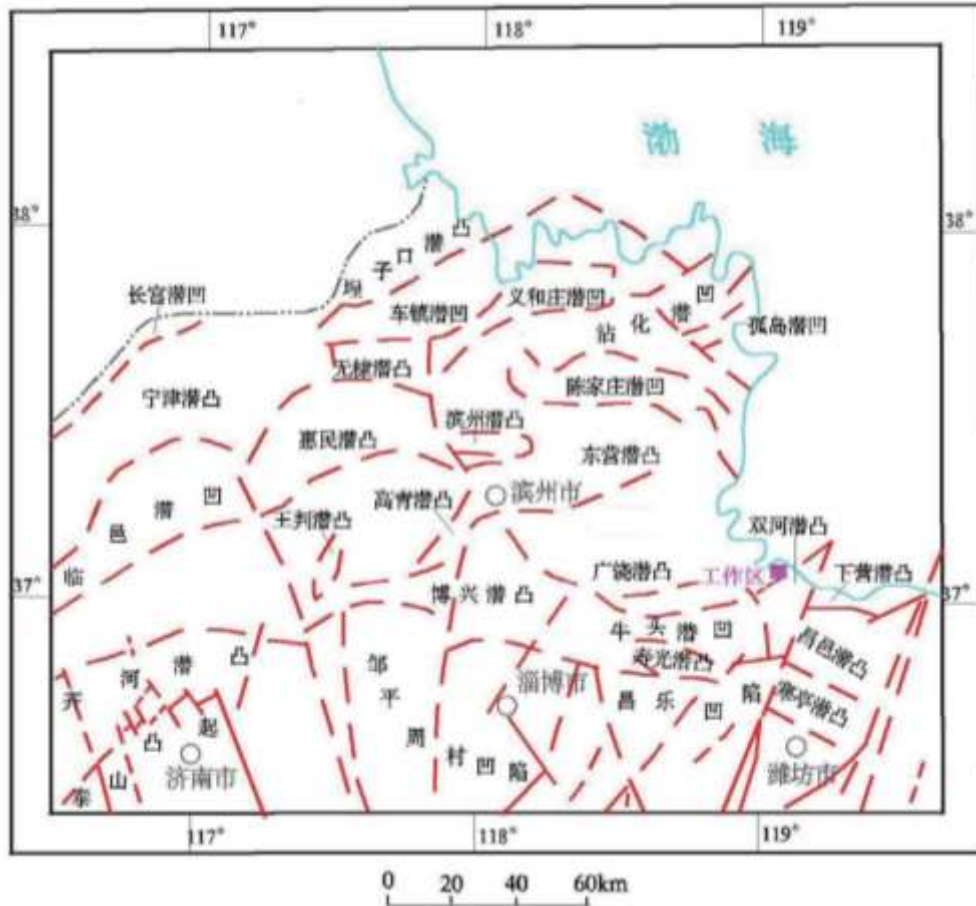 117° 118° 119°
渤海
38° 38°
埕子口潜凸
长宫潜凹
车镇潜凹
义和庄潜凹
沾化潜凹
孤岛潜凹
无棣潜凸
宁津潜凸
陈家庄潜凹
滨州潜凸
惠民潜凸
东营潜凸
临邑潜凹
高青潜凸
滨州市
王判潜凸
双河潜凸
广饶潜凸
工作区
下营潜凸
37° 37°
博兴潜凸
牛头潜凹
昌邑潜凸
寿光潜凸
齐河潜凸
邹平周村凹陷
淄博市
昌乐凹陷
寒亭潜凸
泰山凸起
济南市
潍坊市
117° 118° 119°
0 20 40 60km